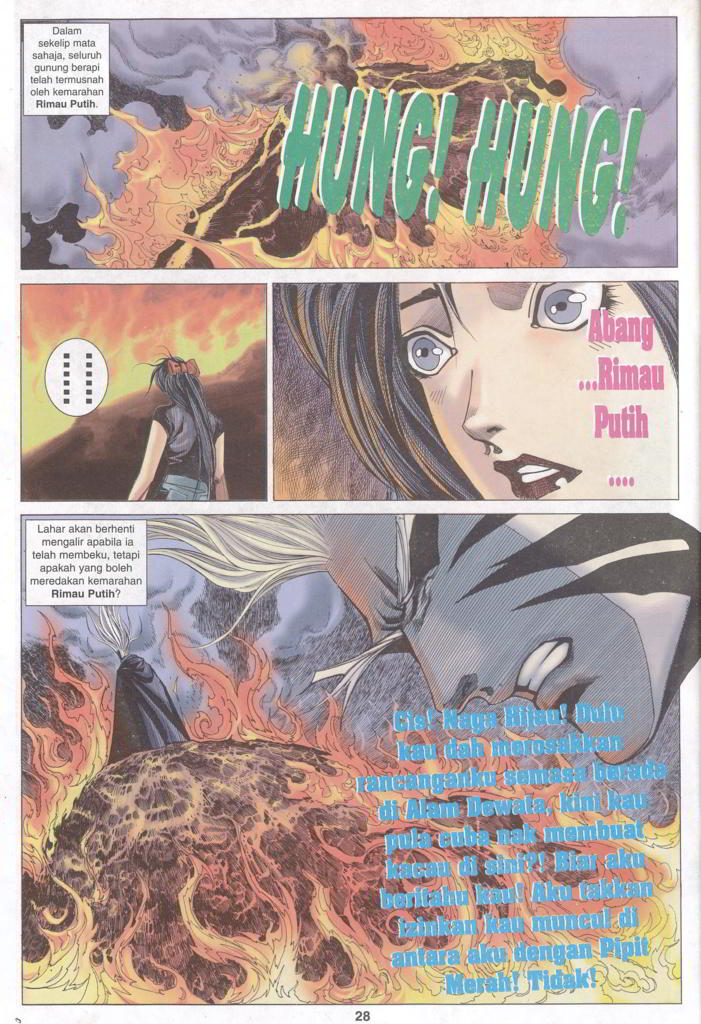 Dalam
sekelip mata
sahaja, seluruh
gunung berapi
telah termusnah
oleh kemarahan
Rimau Putih.
HUNG! HUNG!
Abang
...Rimau
Putih
....
Lahar akan berhenti
mengalir apabila ia
telah membeku, tetapi
apakah yang boleh
meredakan kemarahan
Rimau Putih?
Cis! Naga Hijau! Dulu
kau dah merosakkan
rancanganku semasa berada
di Alam Dewata, kini kau
pula cuba nak membuat
kacau di sini?! Biar aku
beritahu kau! Aku takkan
izinkan kau muncul di
antara aku dengan Pipit
Merah! Tidak!
28